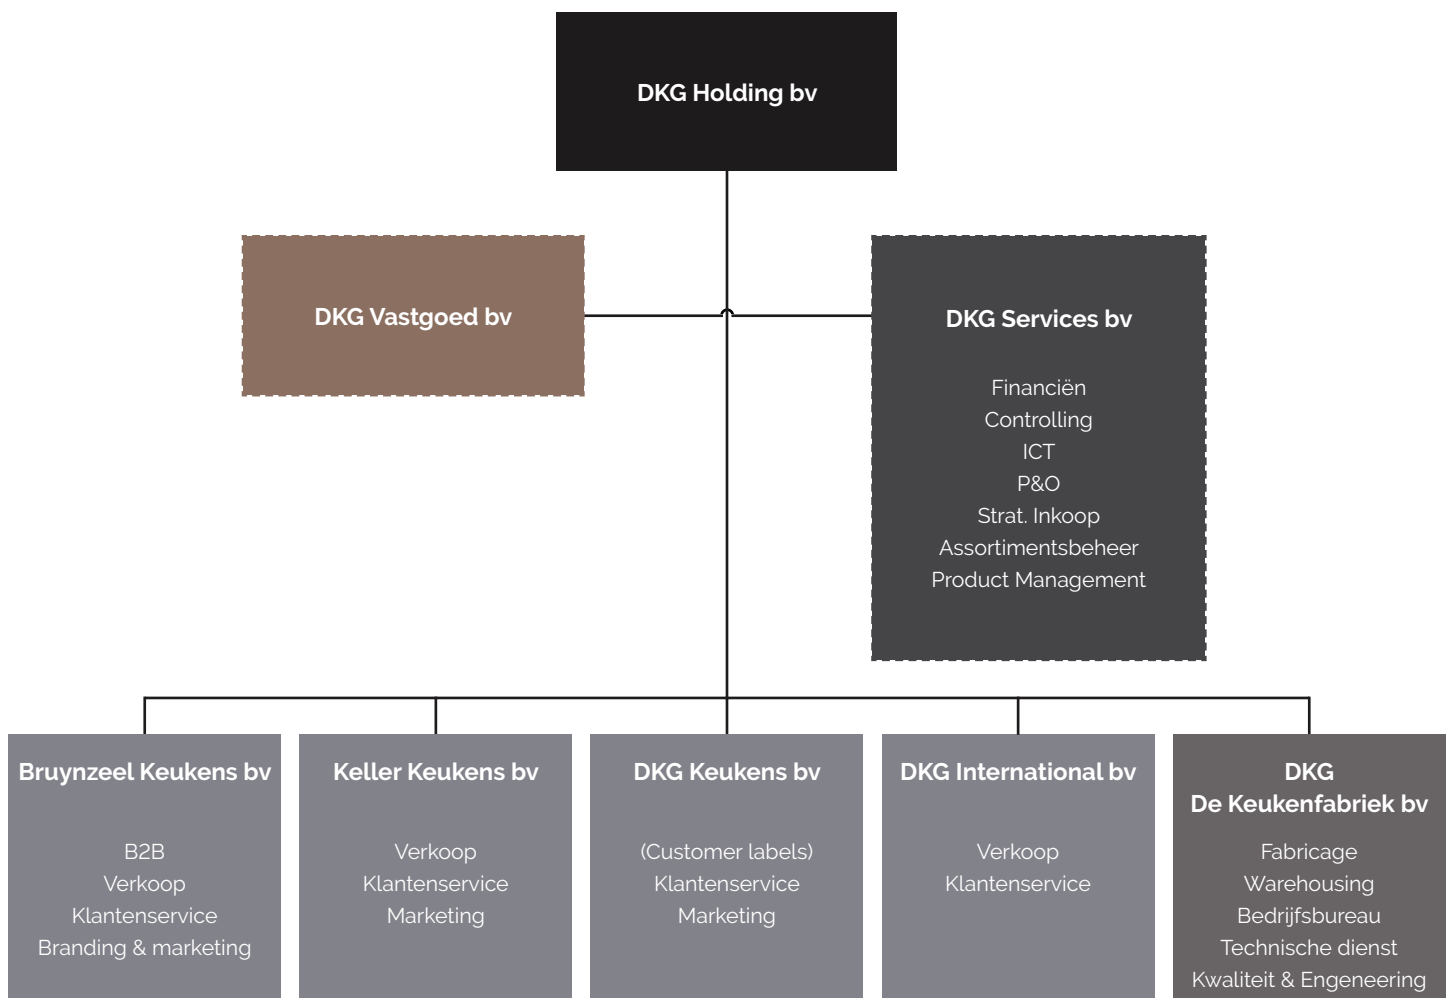 DKG Holding bv
DKG Vastgoed bv
DKG Services bv
Financiën
Controlling
ICT
P&O
Strat. Inkoop
Assortimentsbeheer
Product Management
Bruynzeel Keukens bv
B2B
Verkoop
Klantenservice
Branding & marketing
Keller Keukens bv
Verkoop
Klantenservice
Marketing
DKG Keukens bv
(Customer labels)
Klantenservice
Marketing
DKG International bv
Verkoop
Klantenservice
DKG
De Keukenfabriek bv
Fabricage
Warehousing
Bedrijfsbureau
Technische dienst
Kwaliteit & Engeneering